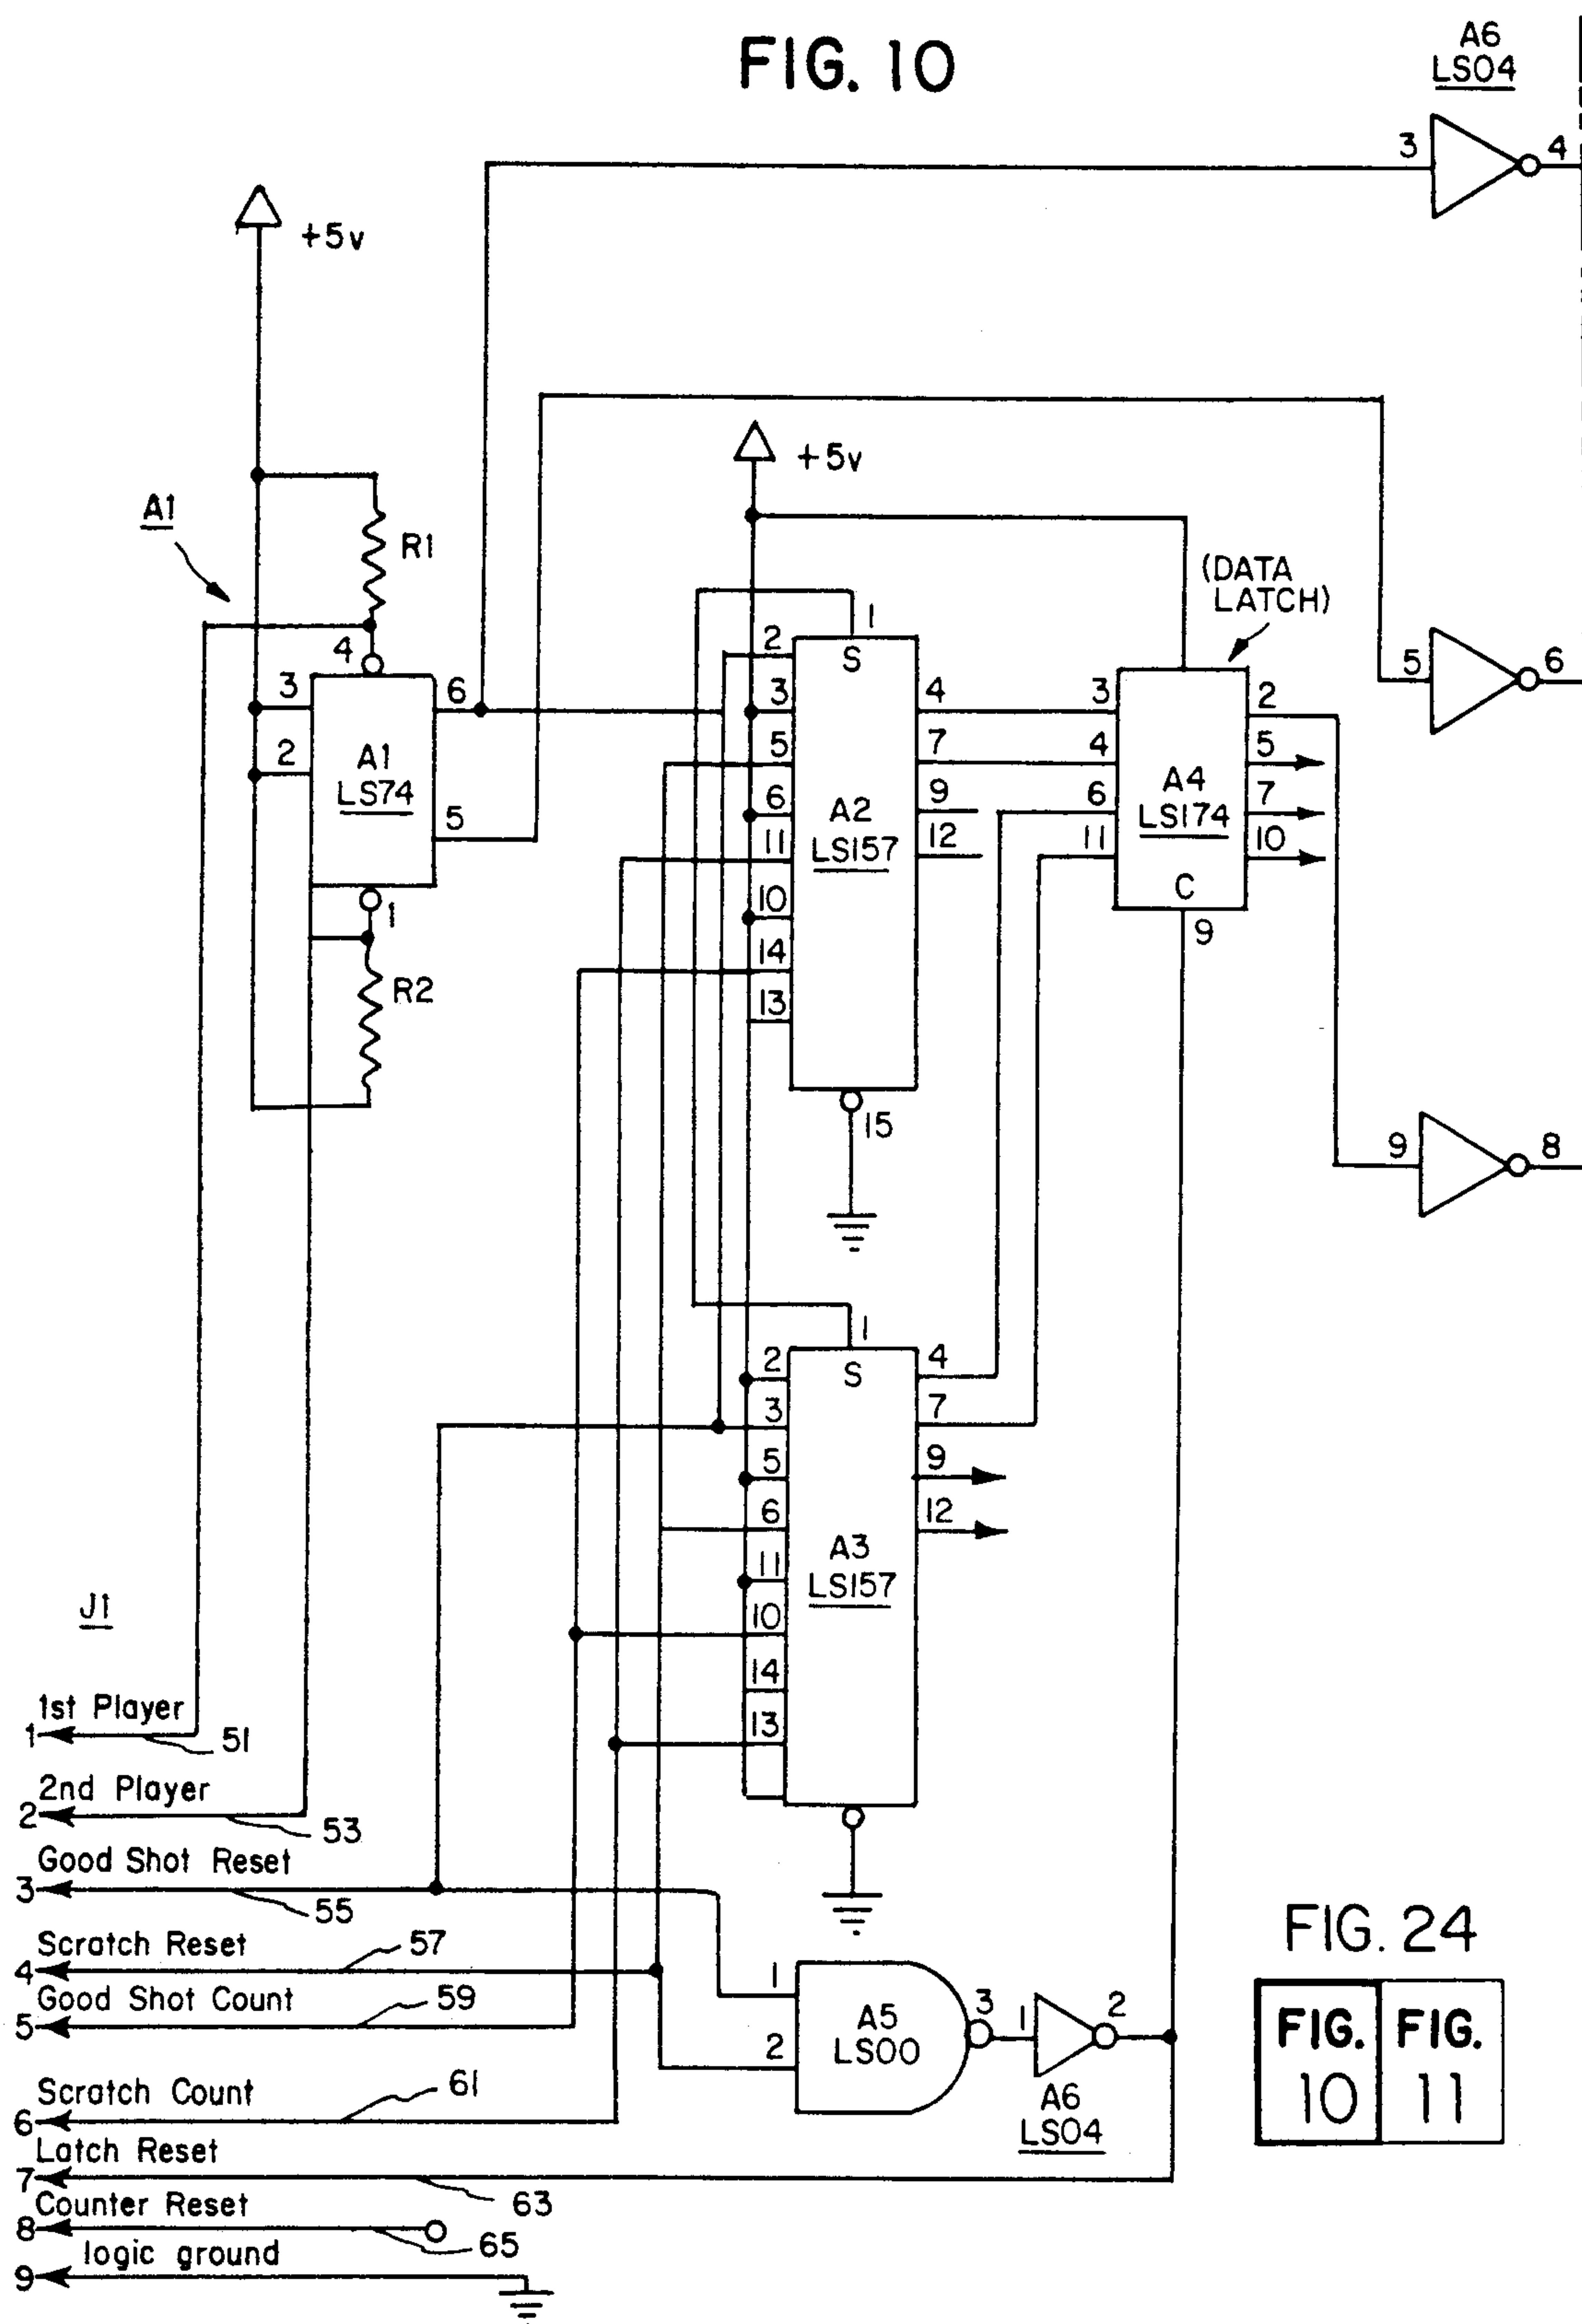 FIG. 10
A6
LS04
3
4
+5v
+5v
A1
R1
(DATA
LATCH)
4
3
2
6
5
A1
LS74
1
R2
1
S
2
3
5
6
11
10
14
13
4
7
9
12
A2
LS157
15
3
4
6
11
2
5
7
10
A4
LS174
C
9
5
6
9
8
1
S
2
3
5
6
11
10
14
13
4
7
9
12
A3
LS157
J1
1st Player
1
51
2nd Player
2
53
Good Shot Reset
3
55
Scratch Reset
4
57
Good Shot Count
5
59
Scratch Count
6
61
Latch Reset
7
63
Counter Reset
8
65
logic ground
9
1
2
A5
LS00
3
1
2
A6
LS04
FIG. 24
FIG. FIG.
10 11